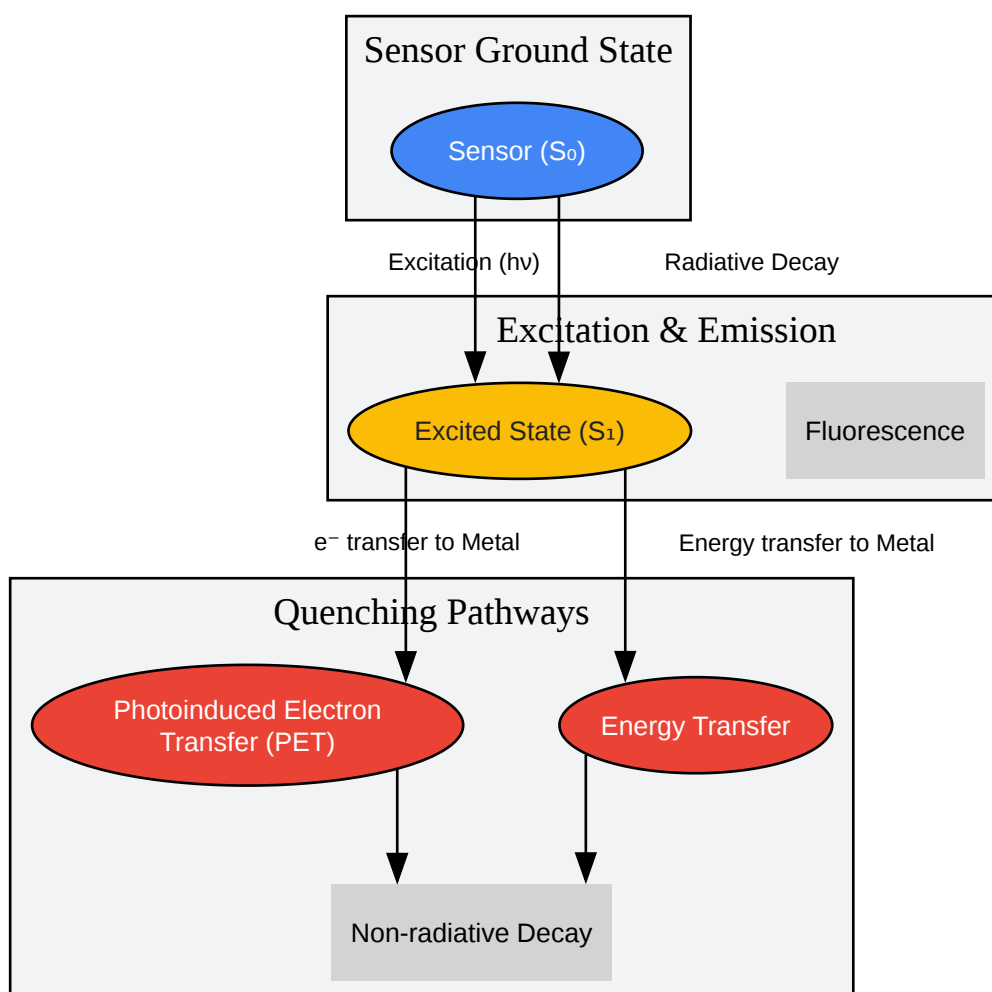 Sensor Ground State
Sensor (S₀)
Excitation (hν)
Radiative Decay
Excitation & Emission
Excited State (S₁)
Fluorescence
e⁻ transfer to Metal
Energy transfer to Metal
Quenching Pathways
Photoinduced Electron
Transfer (PET)
Energy Transfer
Non-radiative Decay